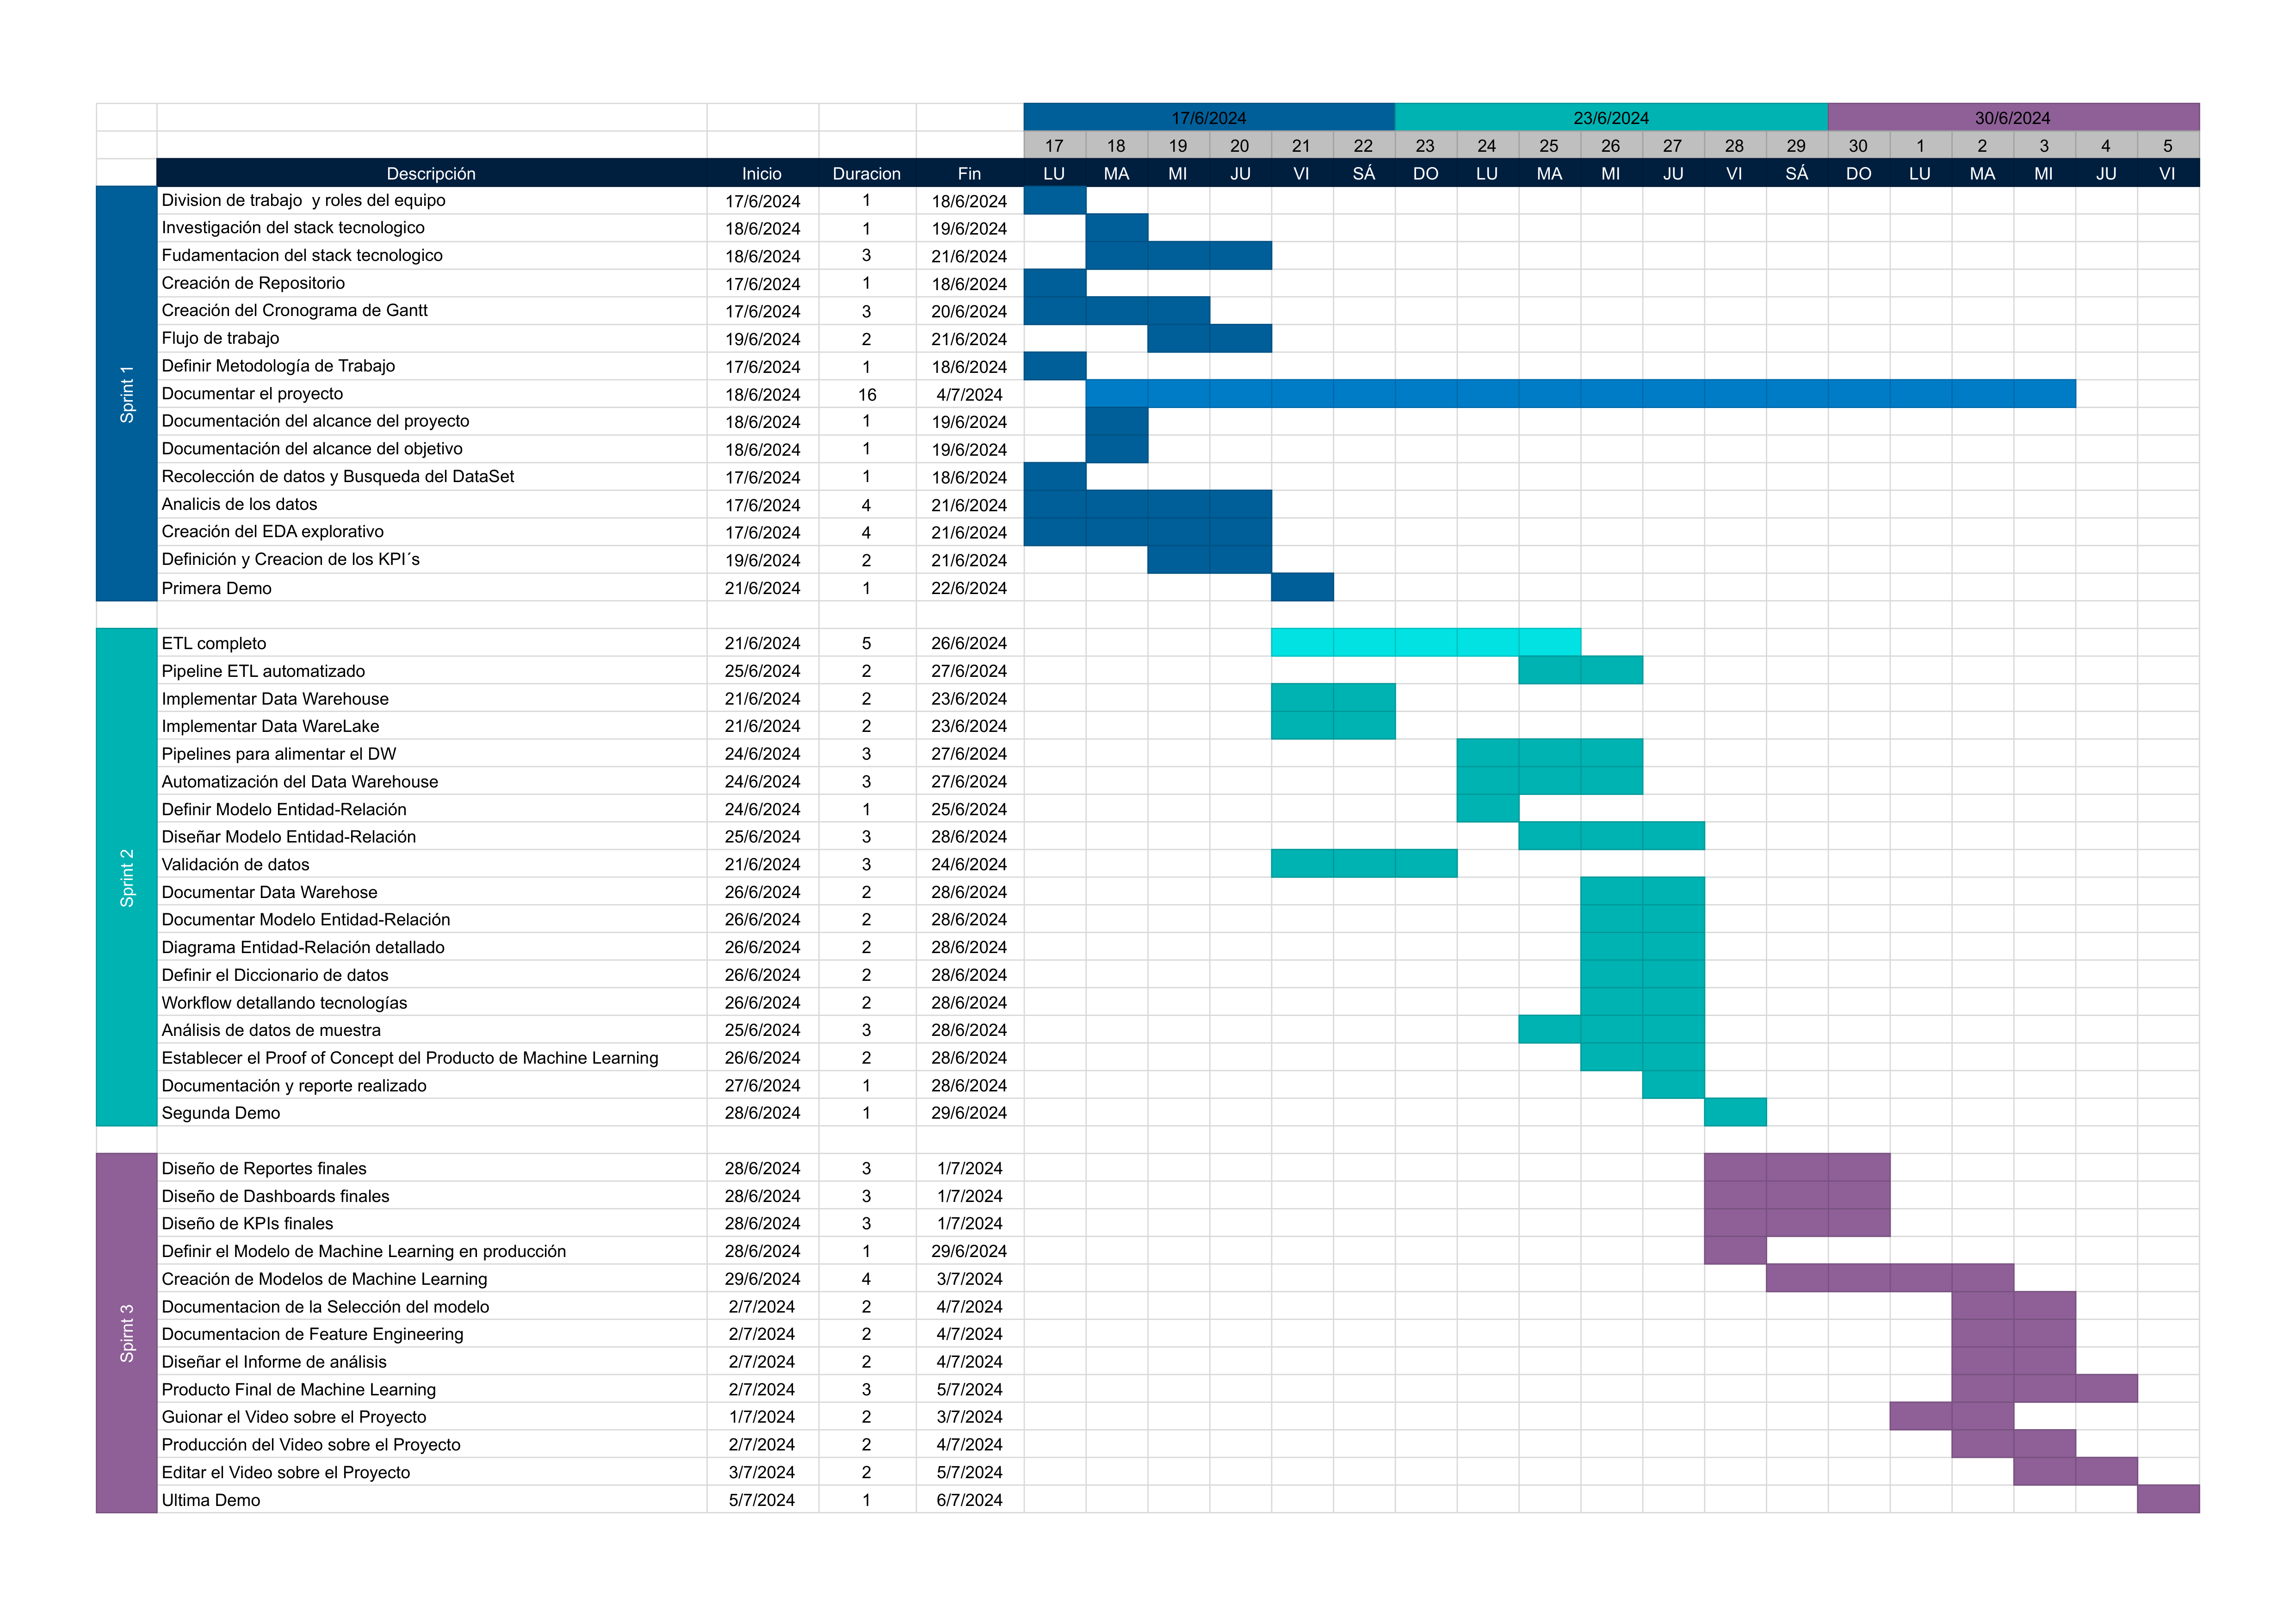 17/6/2024 23/6/2024 30/6/2024
17 18 19 20 21 22 23 24 25 26 27 28 29 30 1 2 3 4 5
Descripción Inicio Duracion Fin LU MA MI JU VI SÁ DO LU MA MI JU VI SÁ DO LU MA MI JU VI
Sprint 1
Division de trabajo  y roles del equipo 17/6/2024 1 18/6/2024
Investigación del stack tecnologico 18/6/2024 1 19/6/2024
Fudamentacion del stack tecnologico 18/6/2024 3 21/6/2024
Creación de Repositorio 17/6/2024 1 18/6/2024
Creación del Cronograma de Gantt 17/6/2024 3 20/6/2024
Flujo de trabajo 19/6/2024 2 21/6/2024
Definir Metodología de Trabajo 17/6/2024 1 18/6/2024
Documentar el proyecto 18/6/2024 16 4/7/2024
Documentación del alcance del proyecto 18/6/2024 1 19/6/2024
Documentación del alcance del objetivo 18/6/2024 1 19/6/2024
Recolección de datos y Busqueda del DataSet 17/6/2024 1 18/6/2024
Analicis de los datos 17/6/2024 4 21/6/2024
Creación del EDA explorativo 17/6/2024 4 21/6/2024
Definición y Creacion de los KPI´s 19/6/2024 2 21/6/2024
Primera Demo 21/6/2024 1 22/6/2024
Sprint 2
ETL completo 21/6/2024 5 26/6/2024
Pipeline ETL automatizado 25/6/2024 2 27/6/2024
Implementar Data Warehouse 21/6/2024 2 23/6/2024
Implementar Data WareLake 21/6/2024 2 23/6/2024
Pipelines para alimentar el DW 24/6/2024 3 27/6/2024
Automatización del Data Warehouse 24/6/2024 3 27/6/2024
Definir Modelo Entidad-Relación 24/6/2024 1 25/6/2024
Diseñar Modelo Entidad-Relación 25/6/2024 3 28/6/2024
Validación de datos 21/6/2024 3 24/6/2024
Documentar Data Warehose 26/6/2024 2 28/6/2024
Documentar Modelo Entidad-Relación 26/6/2024 2 28/6/2024
Diagrama Entidad-Relación detallado 26/6/2024 2 28/6/2024
Definir el Diccionario de datos 26/6/2024 2 28/6/2024
Workflow detallando tecnologías 26/6/2024 2 28/6/2024
Análisis de datos de muestra 25/6/2024 3 28/6/2024
Establecer el Proof of Concept del Producto de Machine Learning 26/6/2024 2 28/6/2024
Documentación y reporte realizado 27/6/2024 1 28/6/2024
Segunda Demo 28/6/2024 1 29/6/2024
Spirnt 3
Diseño de Reportes finales 28/6/2024 3 1/7/2024
Diseño de Dashboards finales 28/6/2024 3 1/7/2024
Diseño de KPIs finales 28/6/2024 3 1/7/2024
Definir el Modelo de Machine Learning en producción 28/6/2024 1 29/6/2024
Creación de Modelos de Machine Learning 29/6/2024 4 3/7/2024
Documentacion de la Selección del modelo 2/7/2024 2 4/7/2024
Documentacion de Feature Engineering 2/7/2024 2 4/7/2024
Diseñar el Informe de análisis 2/7/2024 2 4/7/2024
Producto Final de Machine Learning 2/7/2024 3 5/7/2024
Guionar el Video sobre el Proyecto 1/7/2024 2 3/7/2024
Producción del Video sobre el Proyecto 2/7/2024 2 4/7/2024
Editar el Video sobre el Proyecto 3/7/2024 2 5/7/2024
Ultima Demo 5/7/2024 1 6/7/2024